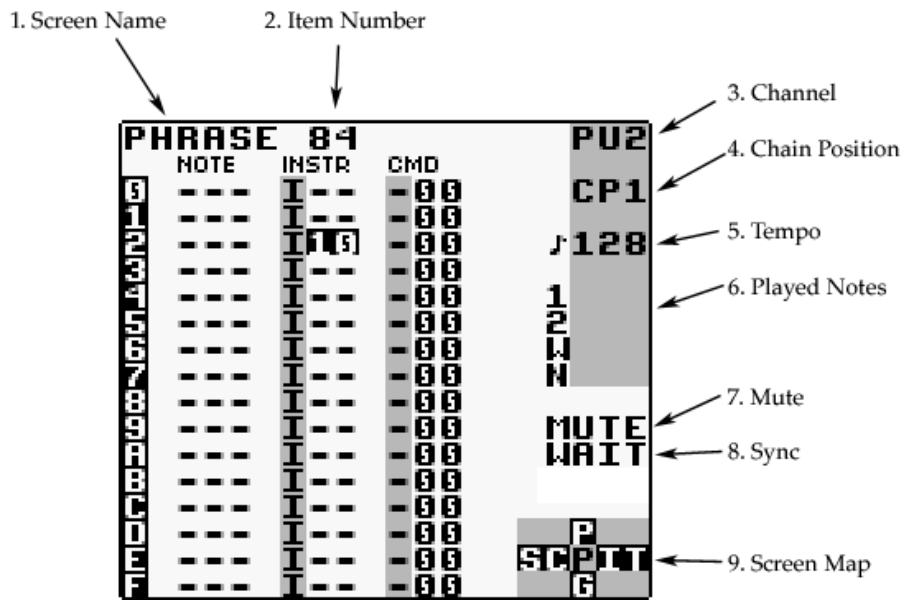 1. Screen Name
2. Item Number
3. Channel
4. Chain Position
5. Tempo
6. Played Notes
7. Mute
8. Sync
9. Screen Map
PHRASE 84 PU2
NOTE INSTR CMD
0 --- I-- -00 CP1
1 --- I-- -00
2 --- I10 -00 ♪128
3 --- I-- -00
4 --- I-- -00 1
5 --- I-- -00 2
6 --- I-- -00 W
7 --- I-- -00 N
8 --- I-- -00
9 --- I-- -00 MUTE
A --- I-- -00 WAIT
B --- I-- -00
C --- I-- -00
D --- I-- -00 P
E --- I-- -00 SCPIT
F --- I-- -00 G